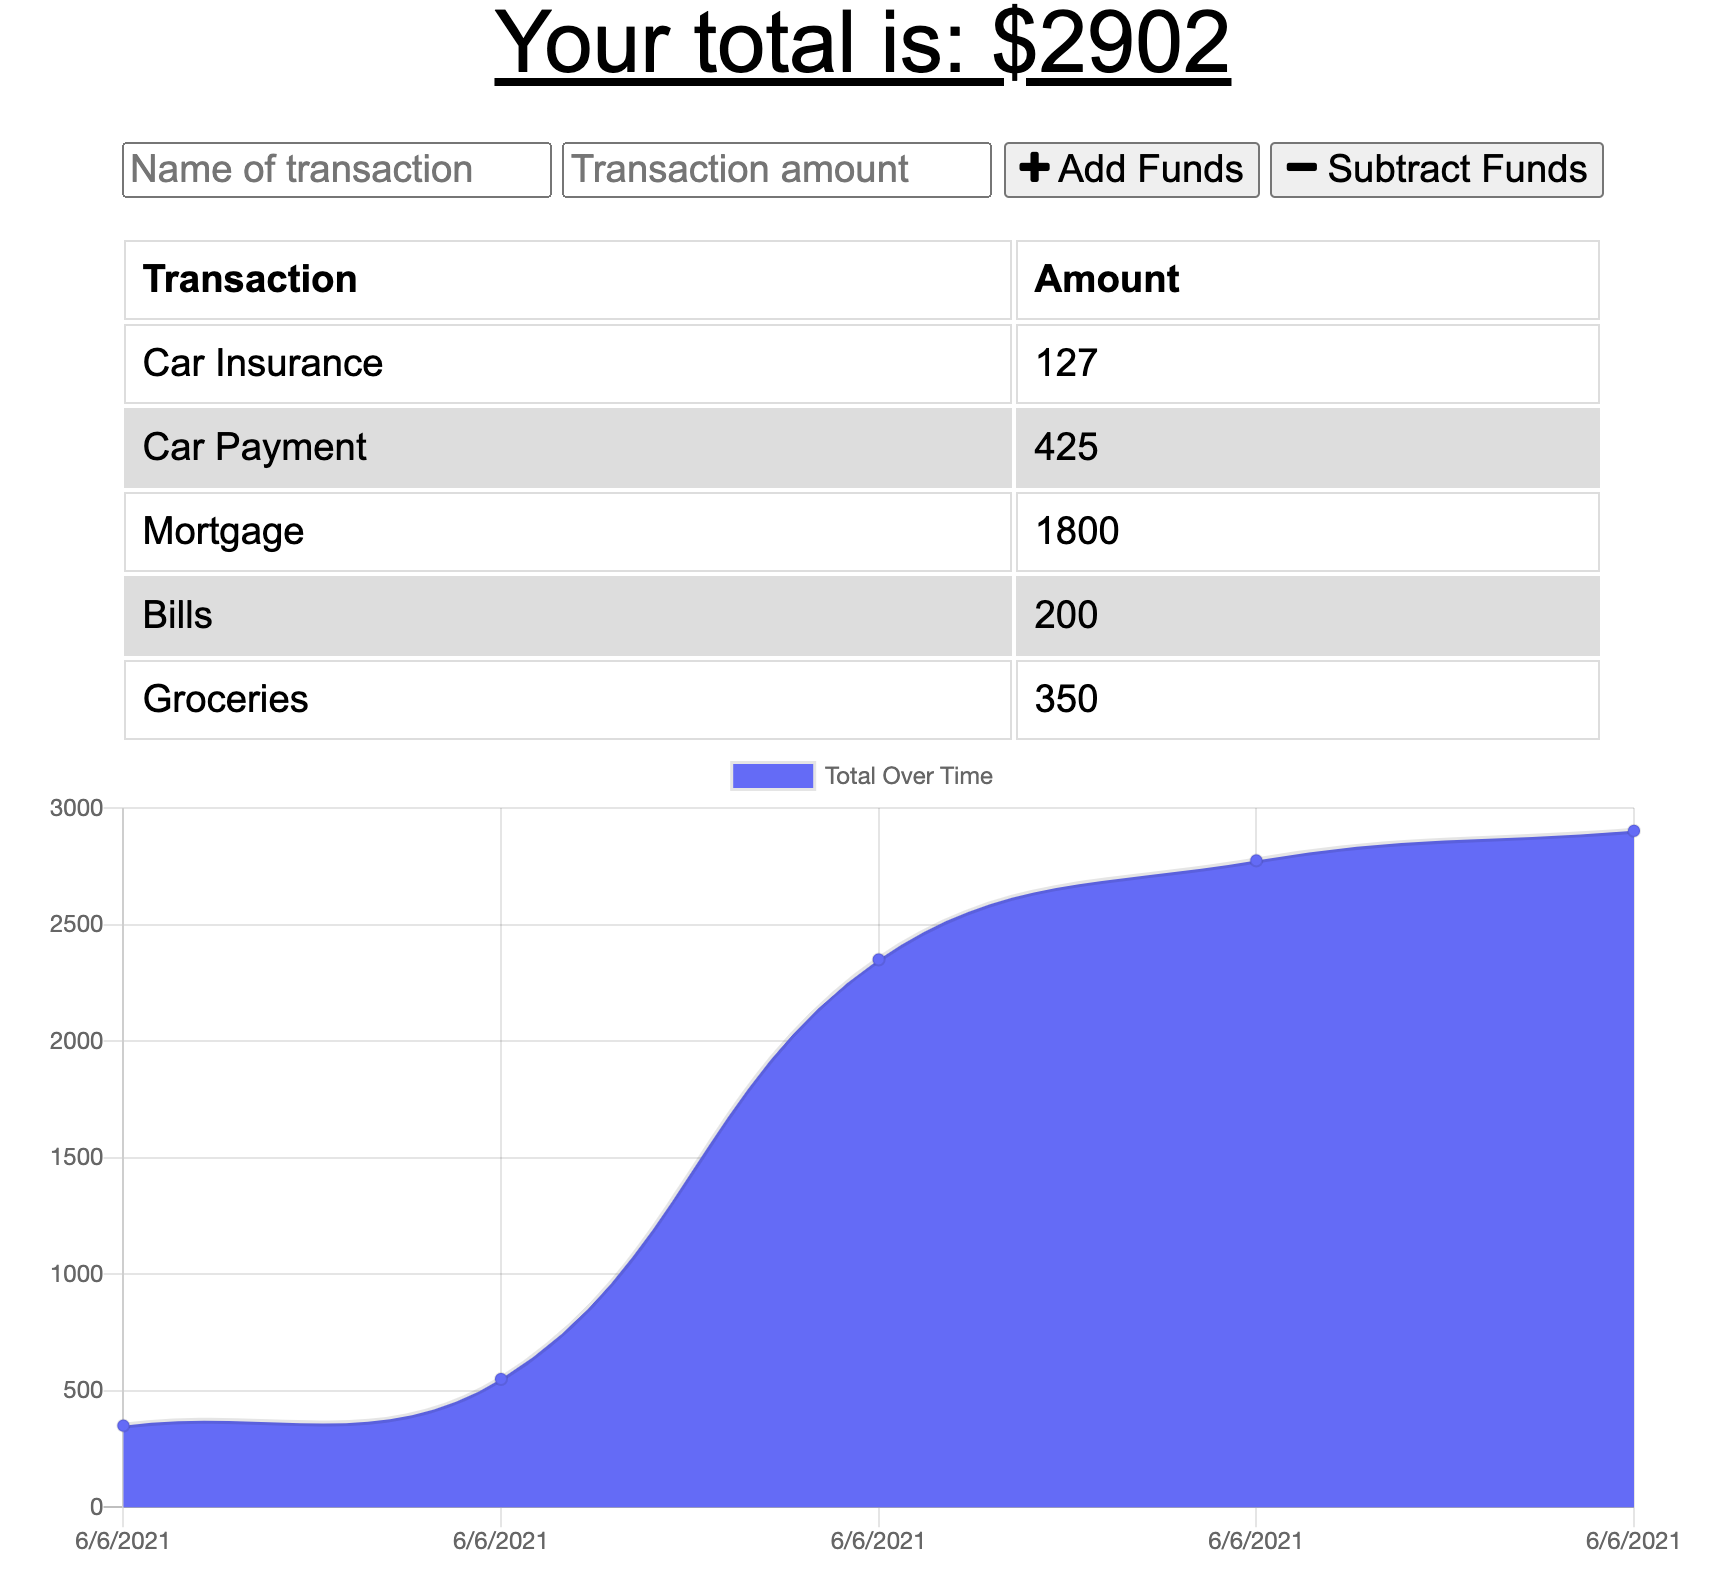 Your total is: $2902
Name of transaction Transaction amount Add Funds Subtract Funds
Transaction Amount
Car Insurance 127
Car Payment 425
Mortgage 1800
Bills 200
Groceries 350
Total Over Time
3000
2500
2000
1500
1000
500
0
6/6/2021 6/6/2021 6/6/2021 6/6/2021 6/6/2021